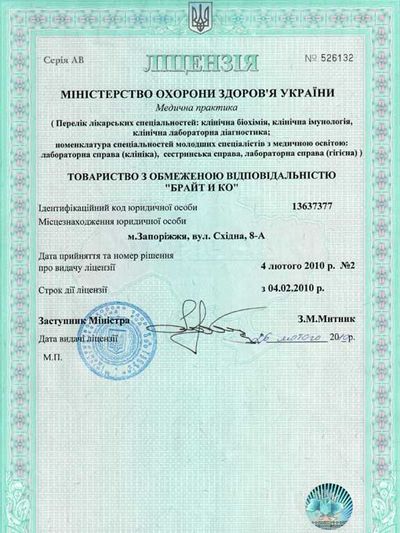 Серія АВ
№ 526132
ЛІЦЕНЗІЯ
МІНІСТЕРСТВО ОХОРОНИ ЗДОРОВ'Я УКРАЇНИ
Медична практика
( Перелік лікарських спеціальностей: клінічна біохімія, клінічна імунологія,
клінічна лабораторна діагностика;
номенклатура спеціальностей молодших спеціалістів з медичною освітою:
лабораторна справа (клініка), сестринська справа, лабораторна справа (гігієна) )
ТОВАРИСТВО З ОБМЕЖЕНОЮ ВІДПОВІДАЛЬНІСТЮ
"БРАЙТ И КО"
Ідентифікаційний код юридичної особи 13637377
Місцезнаходження юридичної особи
м.Запоріжжя, вул. Східна, 8-А
Дата прийняття та номер рішення
про видачу ліцензії 4 лютого 2010 р. №2
Строк дії ліцензії з 04.02.2010 р.
Заступник Міністра З.М.Митник
Дата видачі ліцензії 26 лютого 2010р.
М.П.